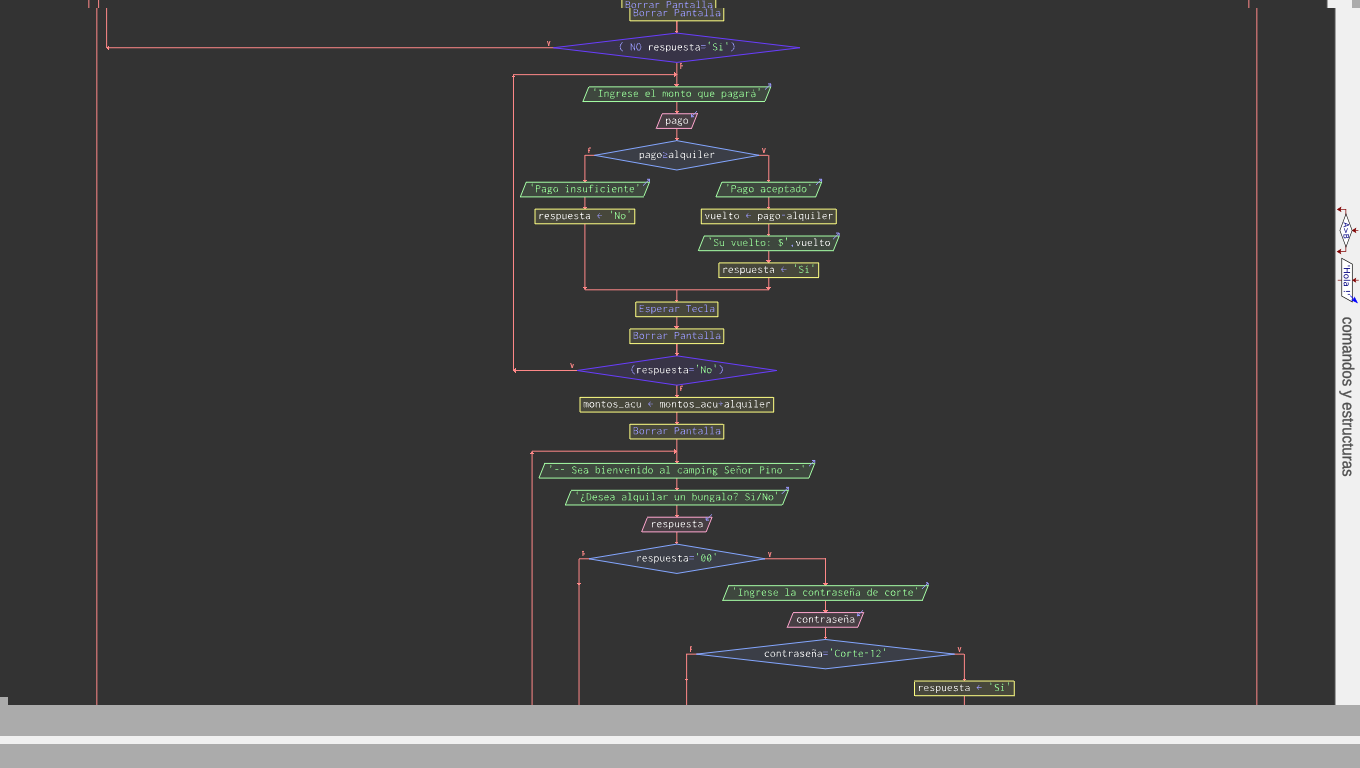 Borrar Pantalla
Borrar Pantalla
( NO respuesta='Si')
V
F
'Ingrese el monto que pagará'
pago
pago≥alquiler
F
V
'Pago insuficiente'
'Pago aceptado'
respuesta ← 'No'
vuelto ← pago-alquiler
'Su vuelto: $',vuelto
respuesta ← 'Si'
Esperar Tecla
Borrar Pantalla
(respuesta='No')
V
F
montos_acu ← montos_acu+alquiler
Borrar Pantalla
'-- Sea bienvenido al camping Señor Pino --'
'¿Desea alquilar un bungalo? Si/No'
respuesta
respuesta='00'
F
V
'Ingrese la contraseña de corte'
contraseña
contraseña='Corte-12'
F
V
respuesta ← 'Si'
A>B
'Hola !'
comandos y estructuras